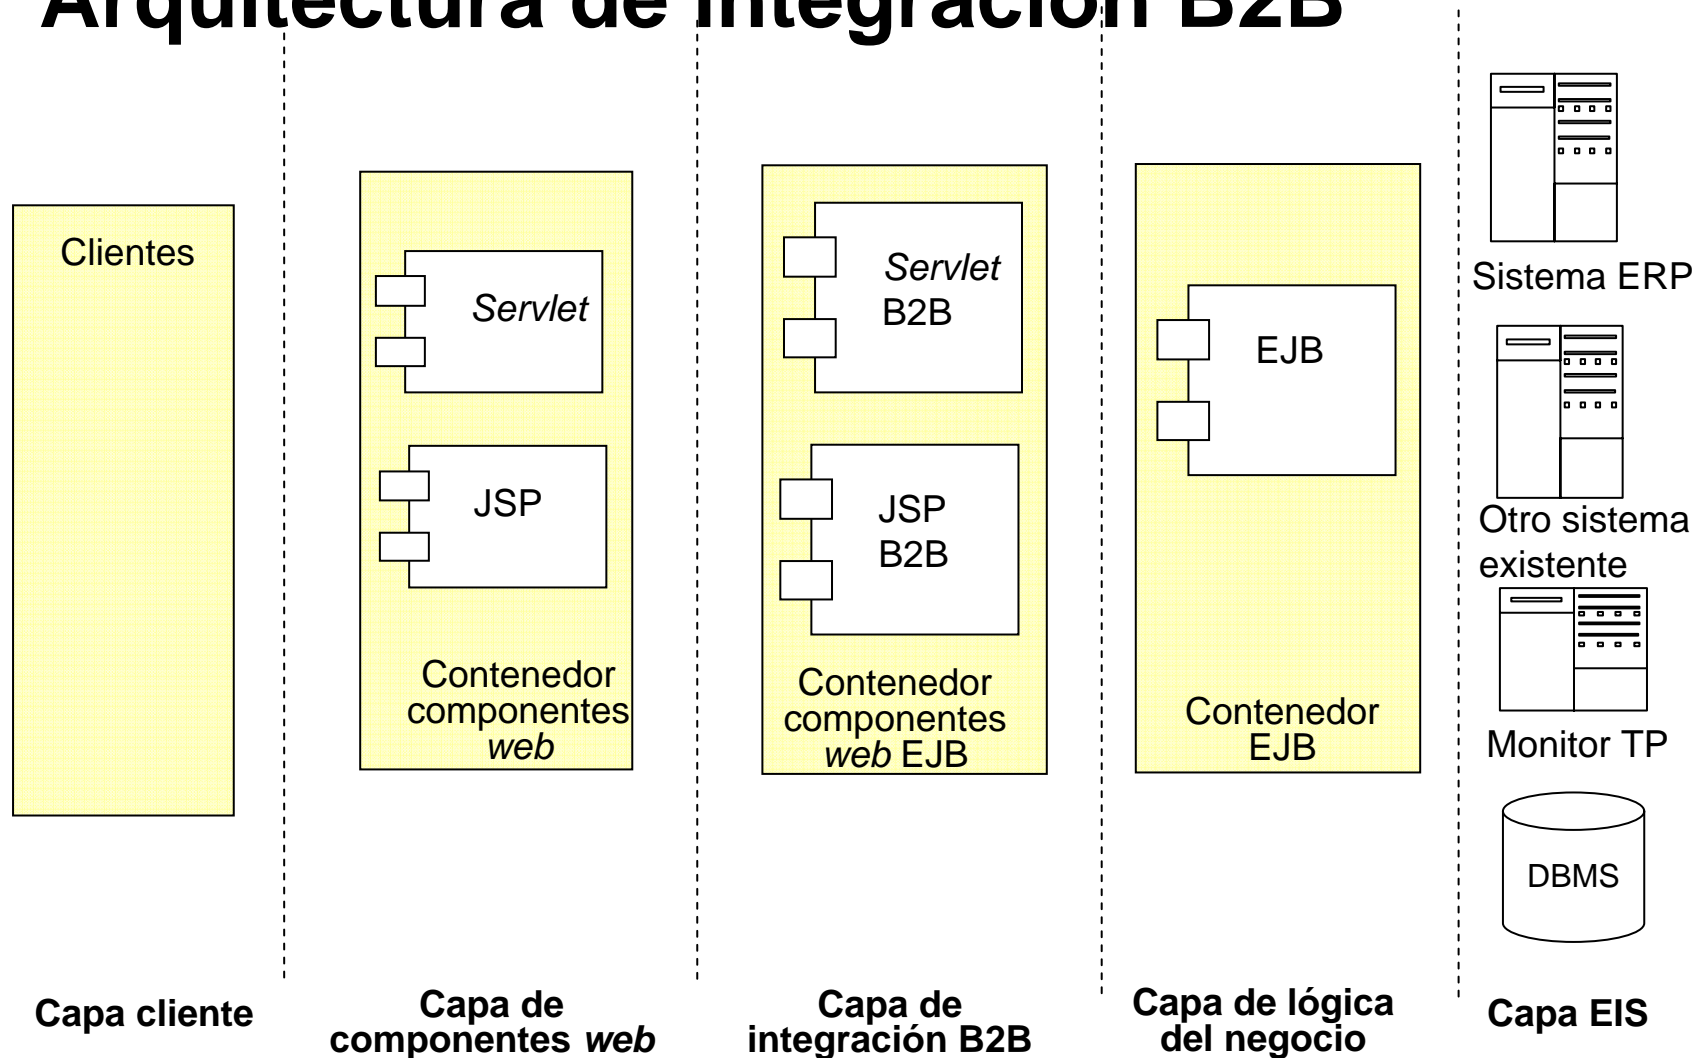 Arquitectura de integración B2B
Clientes
Servlet
JSP
Contenedor
componentes
web
Servlet
B2B
JSP
B2B
Contenedor
componentes
web EJB
EJB
Contenedor
EJB
Sistema ERP
Otro sistema
existente
Monitor TP
DBMS
Capa cliente
Capa de
componentes web
Capa de
integración B2B
Capa de lógica
del negocio
Capa EIS